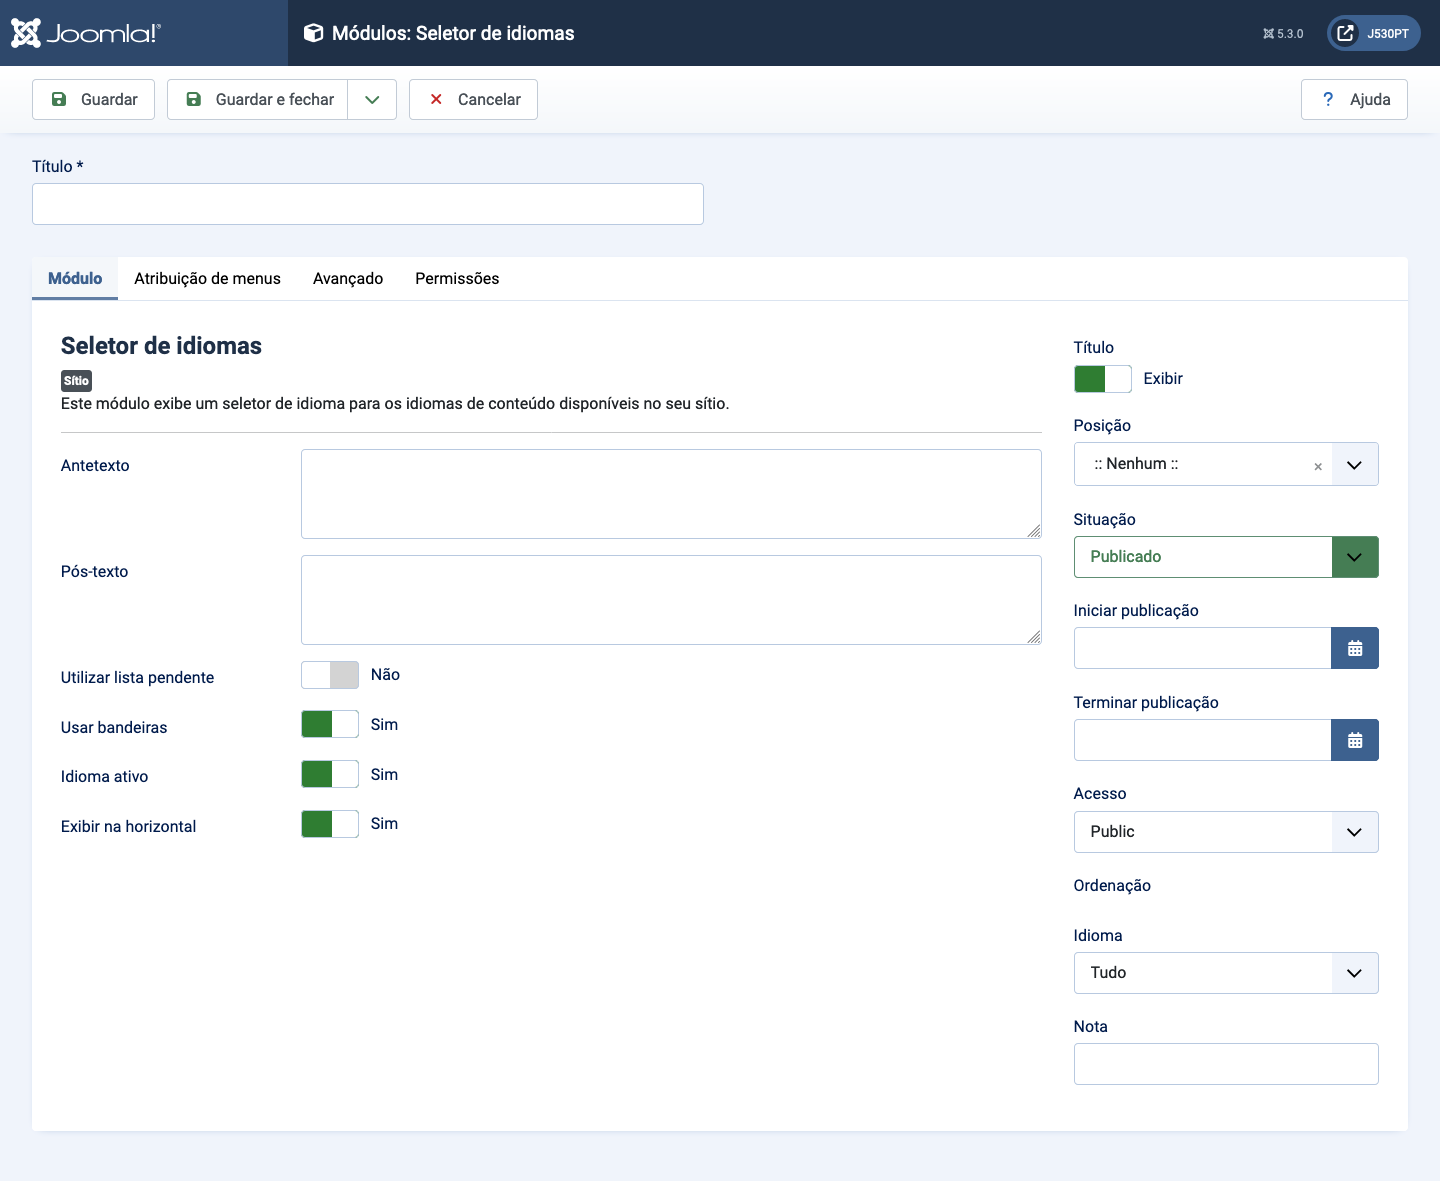 Joomla!®
Módulos: Seletor de idiomas
5.3.0
J530PT
Guardar
Guardar e fechar
Cancelar
Ajuda
Título *
Módulo
Atribuição de menus
Avançado
Permissões
Seletor de idiomas
Sítio
Este módulo exibe um seletor de idioma para os idiomas de conteúdo disponíveis no seu sítio.
Antetexto
Pós-texto
Utilizar lista pendente
Não
Usar bandeiras
Sim
Idioma ativo
Sim
Exibir na horizontal
Sim
Título
Exibir
Posição
:: Nenhum ::
Situação
Publicado
Iniciar publicação
Terminar publicação
Acesso
Public
Ordenação
Idioma
Tudo
Nota